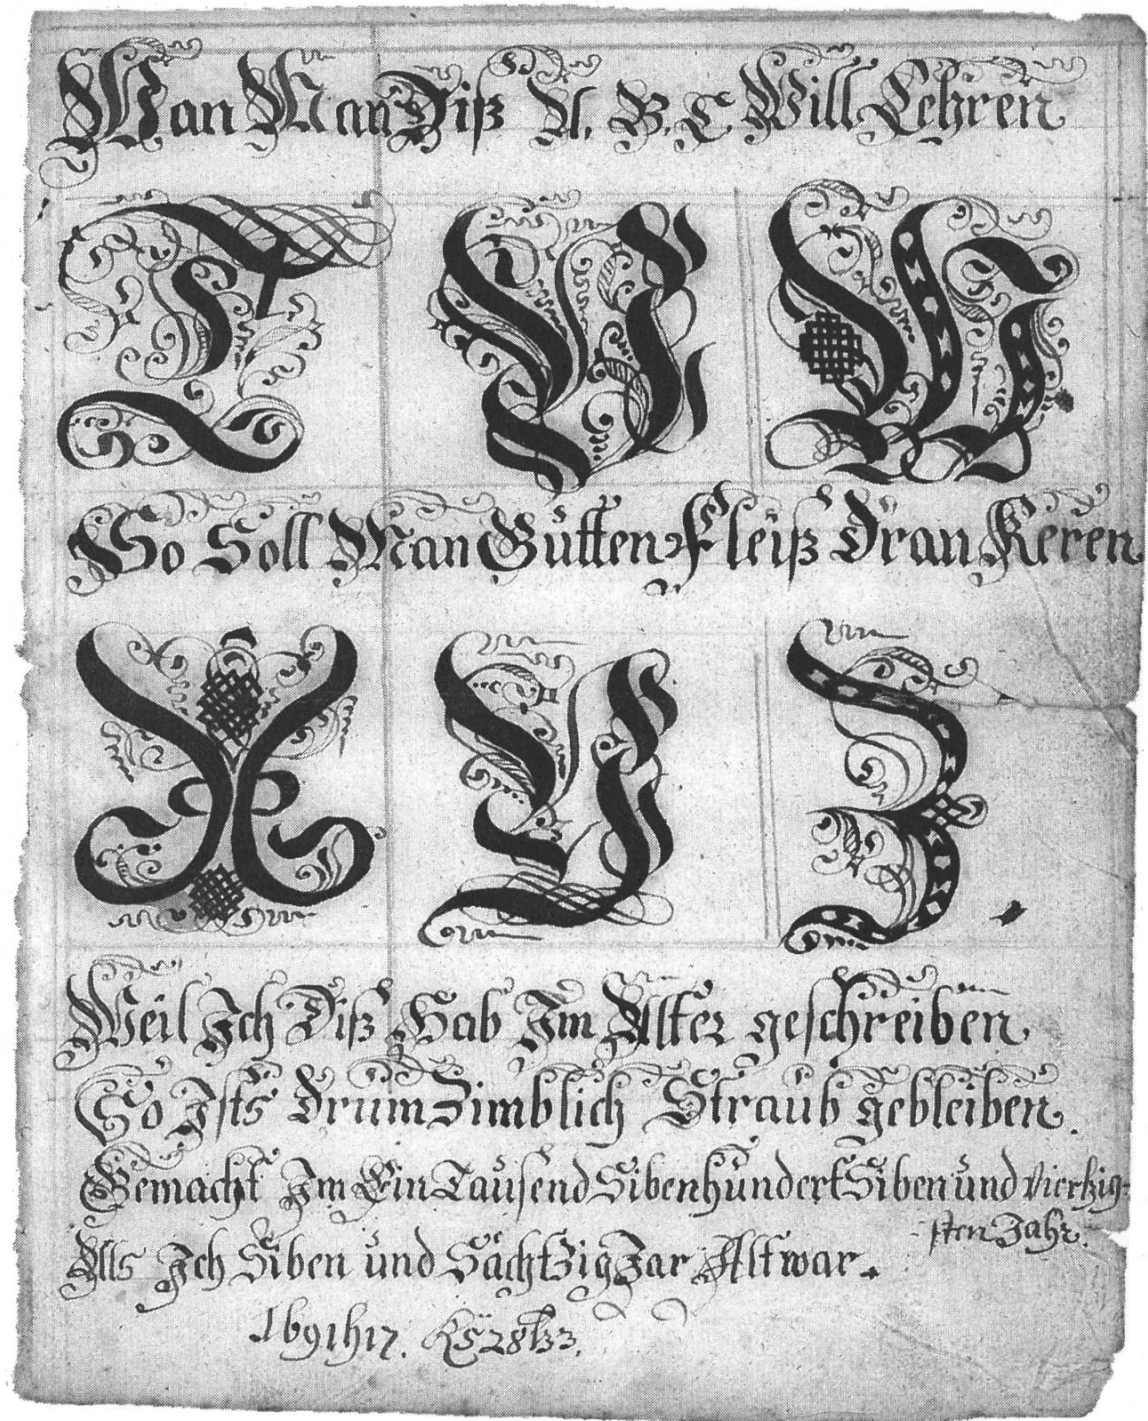 Wan Man Diß A. B. C Will Lehren
T V W
So Soll Man Gutten Fleiß Dran Keren
X Y Z
Weil Ich Diß Hab Im Alter geschreiben
So Ists drum Zimblich Straub gebleiben.
Gemacht Im Ein Tausend Sibenhundert Siben und Vierzig-
sten Jahr.
Als Ich Siben und Sächtzig Jar Alt war.